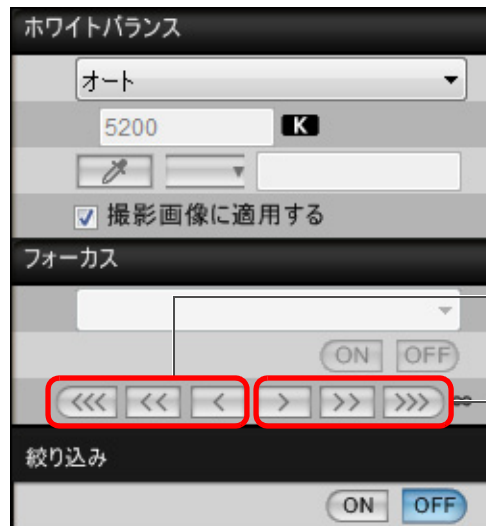 ホワイトバランス
オート
5200 K
撮影画像に適用する
フォーカス
ON OFF
<<< << < > >> >>> ∞
絞り込み
ON OFF